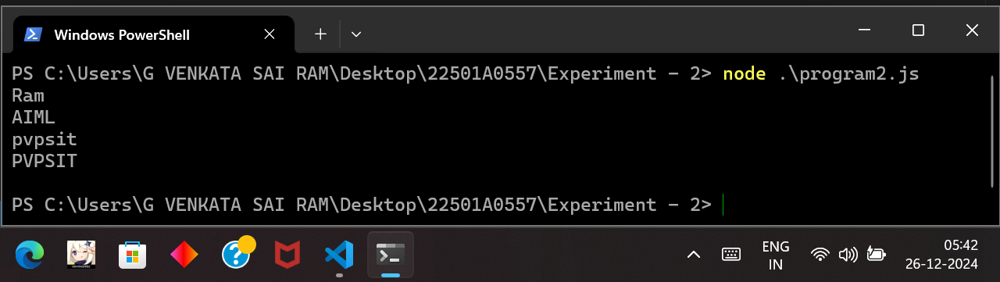 Windows PowerShell
PS C:\Users\G VENKATA SAI RAM\Desktop\22501A0557\Experiment - 2> node .\program2.js
Ram
AIML
pvpsit
PVPSIT
PS C:\Users\G VENKATA SAI RAM\Desktop\22501A0557\Experiment - 2>
ENG
IN
05:42
26-12-2024